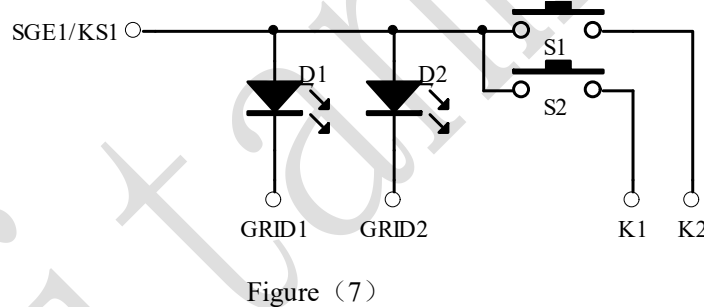 SGE1/KS1
S1
D1
D2
S2
GRID1
GRID2
K1
K2
Figure（7）